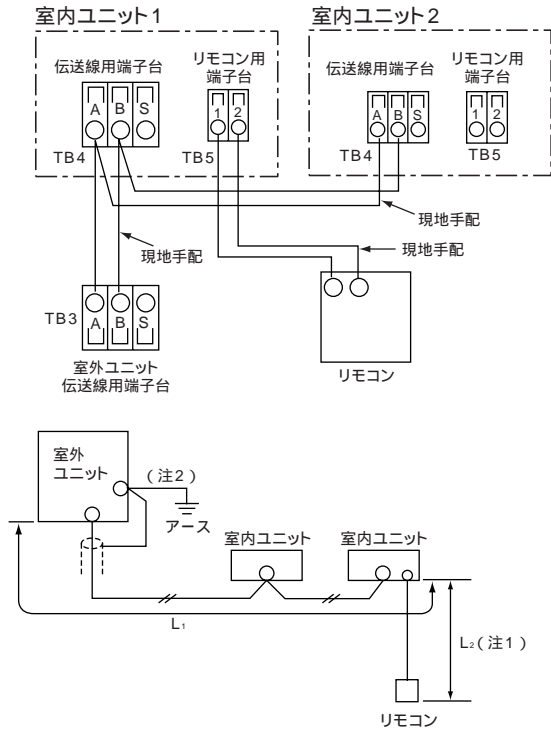 室内ユニット1
室内ユニット2
伝送線用端子台
リモコン用
端子台
伝送線用端子台
リモコン用
端子台
A B S
1 2
A B S
1 2
TB4
TB5
TB4
TB5
現地手配
現地手配
現地手配
TB3
A B S
室外ユニット
伝送線用端子台
リモコン
室外
ユニット
(注2)
アース
室内ユニット
室内ユニット
L₁
L₂(注1)
リモコン